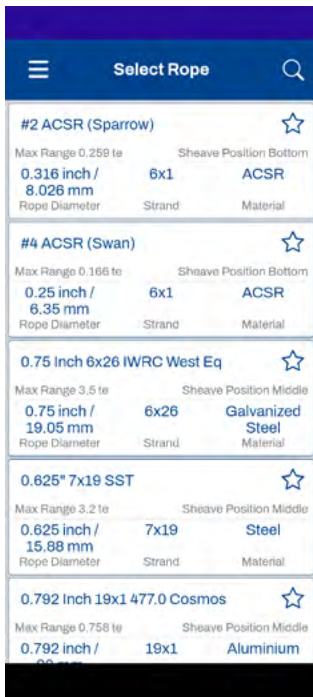 Select Rope
#2 ACSR (Sparrow)
Max Range 0.259 te Sheave Position Bottom
0.316 inch / 6x1 ACSR
8.026 mm
Rope Diameter Strand Material
#4 ACSR (Swan)
Max Range 0.166 te Sheave Position Bottom
0.25 inch / 6x1 ACSR
6.35 mm
Rope Diameter Strand Material
0.75 Inch 6x26 IWRC West Eq
Max Range 3.5 te Sheave Position Middle
0.75 inch / 6x26 Galvanized
19.05 mm Steel
Rope Diameter Strand Material
0.625" 7x19 SST
Max Range 3.2 te Sheave Position Middle
0.625 inch / 7x19 Steel
15.88 mm
Rope Diameter Strand Material
0.792 Inch 19x1 477.0 Cosmos
Max Range 0.758 te Sheave Position Middle
0.792 inch / 19x1 Aluminium